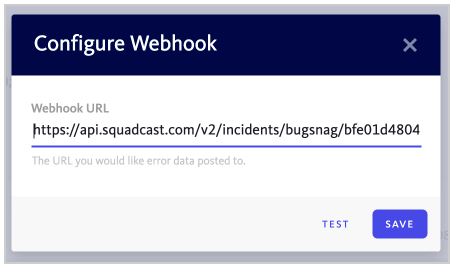 Configure Webhook
Webhook URL
https://api.squadcast.com/v2/incidents/bugsnag/bfe01d4804
The URL you would like error data posted to.
TEST
SAVE